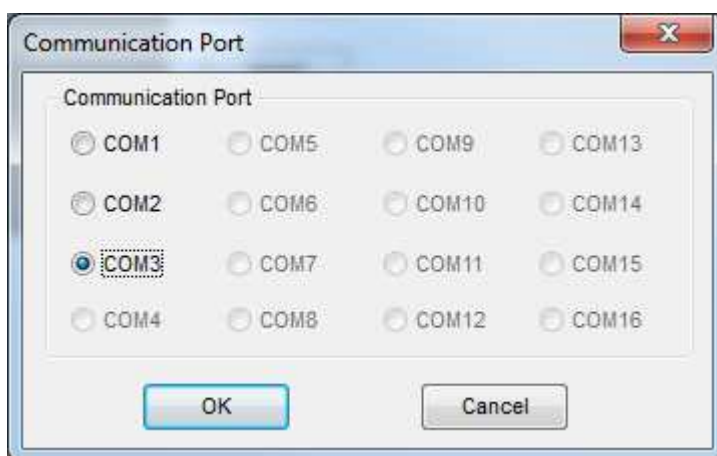 Communication Port
Communication Port
COM1 COM5 COM9 COM13
COM2 COM6 COM10 COM14
COM3 COM7 COM11 COM15
COM4 COM8 COM12 COM16
OK Cancel